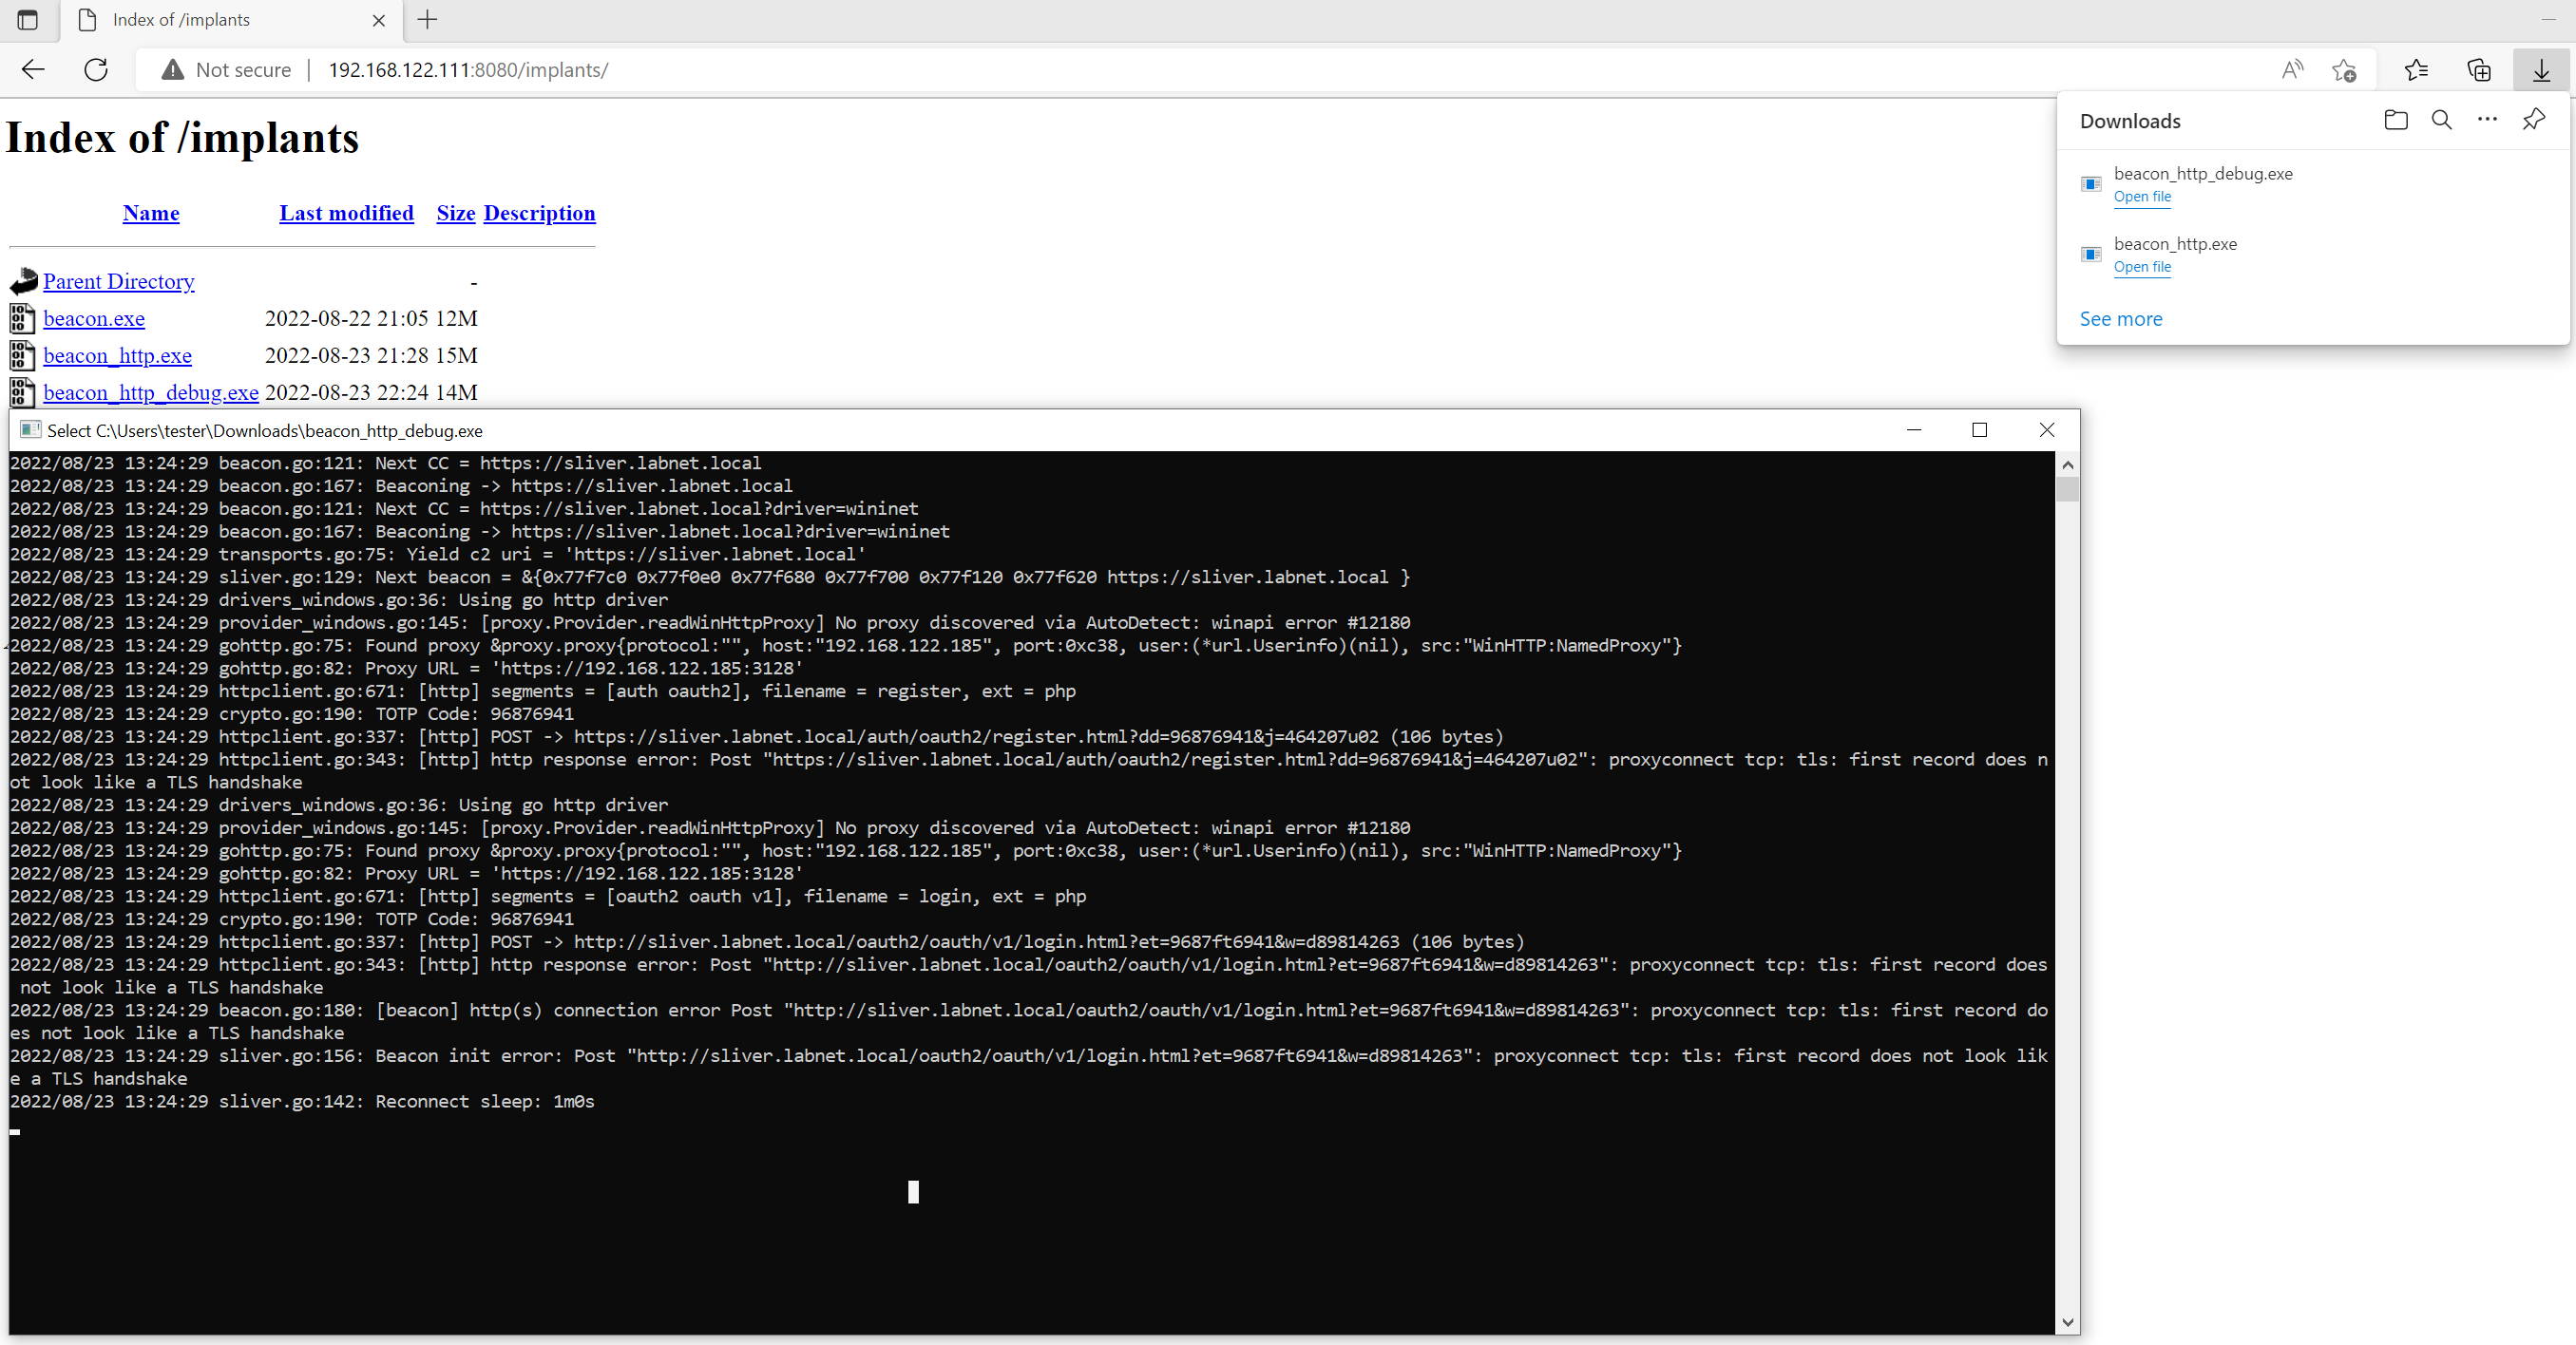 Index of /implants
Not secure
192.168.122.111:8080/implants/
Downloads
beacon_http_debug.exe
Open file
beacon_http.exe
Open file
See more
Index of /implants
Name Last modified Size Description
Parent Directory -
beacon.exe 2022-08-22 21:05 12M
beacon_http.exe 2022-08-23 21:28 15M
beacon_http_debug.exe 2022-08-23 22:24 14M
Select C:\Users\tester\Downloads\beacon_http_debug.exe
2022/08/23 13:24:29 beacon.go:121: Next CC = https://sliver.labnet.local
2022/08/23 13:24:29 beacon.go:167: Beaconing -> https://sliver.labnet.local
2022/08/23 13:24:29 beacon.go:121: Next CC = https://sliver.labnet.local?driver=wininet
2022/08/23 13:24:29 beacon.go:167: Beaconing -> https://sliver.labnet.local?driver=wininet
2022/08/23 13:24:29 transports.go:75: Yield c2 uri = 'https://sliver.labnet.local'
2022/08/23 13:24:29 sliver.go:129: Next beacon = &{0x77f7c0 0x77f0e0 0x77f680 0x77f700 0x77f120 0x77f620 https://sliver.labnet.local }
2022/08/23 13:24:29 drivers_windows.go:36: Using go http driver
2022/08/23 13:24:29 provider_windows.go:145: [proxy.Provider.readWinHttpProxy] No proxy discovered via AutoDetect: winapi error #12180
2022/08/23 13:24:29 gohttp.go:75: Found proxy &proxy.proxy{protocol:"", host:"192.168.122.185", port:0xc38, user:(*url.Userinfo)(nil), src:"WinHTTP:NamedProxy"}
2022/08/23 13:24:29 gohttp.go:82: Proxy URL = 'https://192.168.122.185:3128'
2022/08/23 13:24:29 httpclient.go:671: [http] segments = [auth oauth2], filename = register, ext = php
2022/08/23 13:24:29 crypto.go:190: TOTP Code: 96876941
2022/08/23 13:24:29 httpclient.go:337: [http] POST -> https://sliver.labnet.local/auth/oauth2/register.html?dd=96876941&j=464207u02 (106 bytes)
2022/08/23 13:24:29 httpclient.go:343: [http] http response error: Post "https://sliver.labnet.local/auth/oauth2/register.html?dd=96876941&j=464207u02": proxyconnect tcp: tls: first record does n
ot look like a TLS handshake
2022/08/23 13:24:29 drivers_windows.go:36: Using go http driver
2022/08/23 13:24:29 provider_windows.go:145: [proxy.Provider.readWinHttpProxy] No proxy discovered via AutoDetect: winapi error #12180
2022/08/23 13:24:29 gohttp.go:75: Found proxy &proxy.proxy{protocol:"", host:"192.168.122.185", port:0xc38, user:(*url.Userinfo)(nil), src:"WinHTTP:NamedProxy"}
2022/08/23 13:24:29 gohttp.go:82: Proxy URL = 'https://192.168.122.185:3128'
2022/08/23 13:24:29 httpclient.go:671: [http] segments = [oauth2 oauth v1], filename = login, ext = php
2022/08/23 13:24:29 crypto.go:190: TOTP Code: 96876941
2022/08/23 13:24:29 httpclient.go:337: [http] POST -> http://sliver.labnet.local/oauth2/oauth/v1/login.html?et=9687ft6941&w=d89814263 (106 bytes)
2022/08/23 13:24:29 httpclient.go:343: [http] http response error: Post "http://sliver.labnet.local/oauth2/oauth/v1/login.html?et=9687ft6941&w=d89814263": proxyconnect tcp: tls: first record does
not look like a TLS handshake
2022/08/23 13:24:29 beacon.go:180: [beacon] http(s) connection error Post "http://sliver.labnet.local/oauth2/oauth/v1/login.html?et=9687ft6941&w=d89814263": proxyconnect tcp: tls: first record do
es not look like a TLS handshake
2022/08/23 13:24:29 sliver.go:156: Beacon init error: Post "http://sliver.labnet.local/oauth2/oauth/v1/login.html?et=9687ft6941&w=d89814263": proxyconnect tcp: tls: first record does not look lik
e a TLS handshake
2022/08/23 13:24:29 sliver.go:142: Reconnect sleep: 1m0s